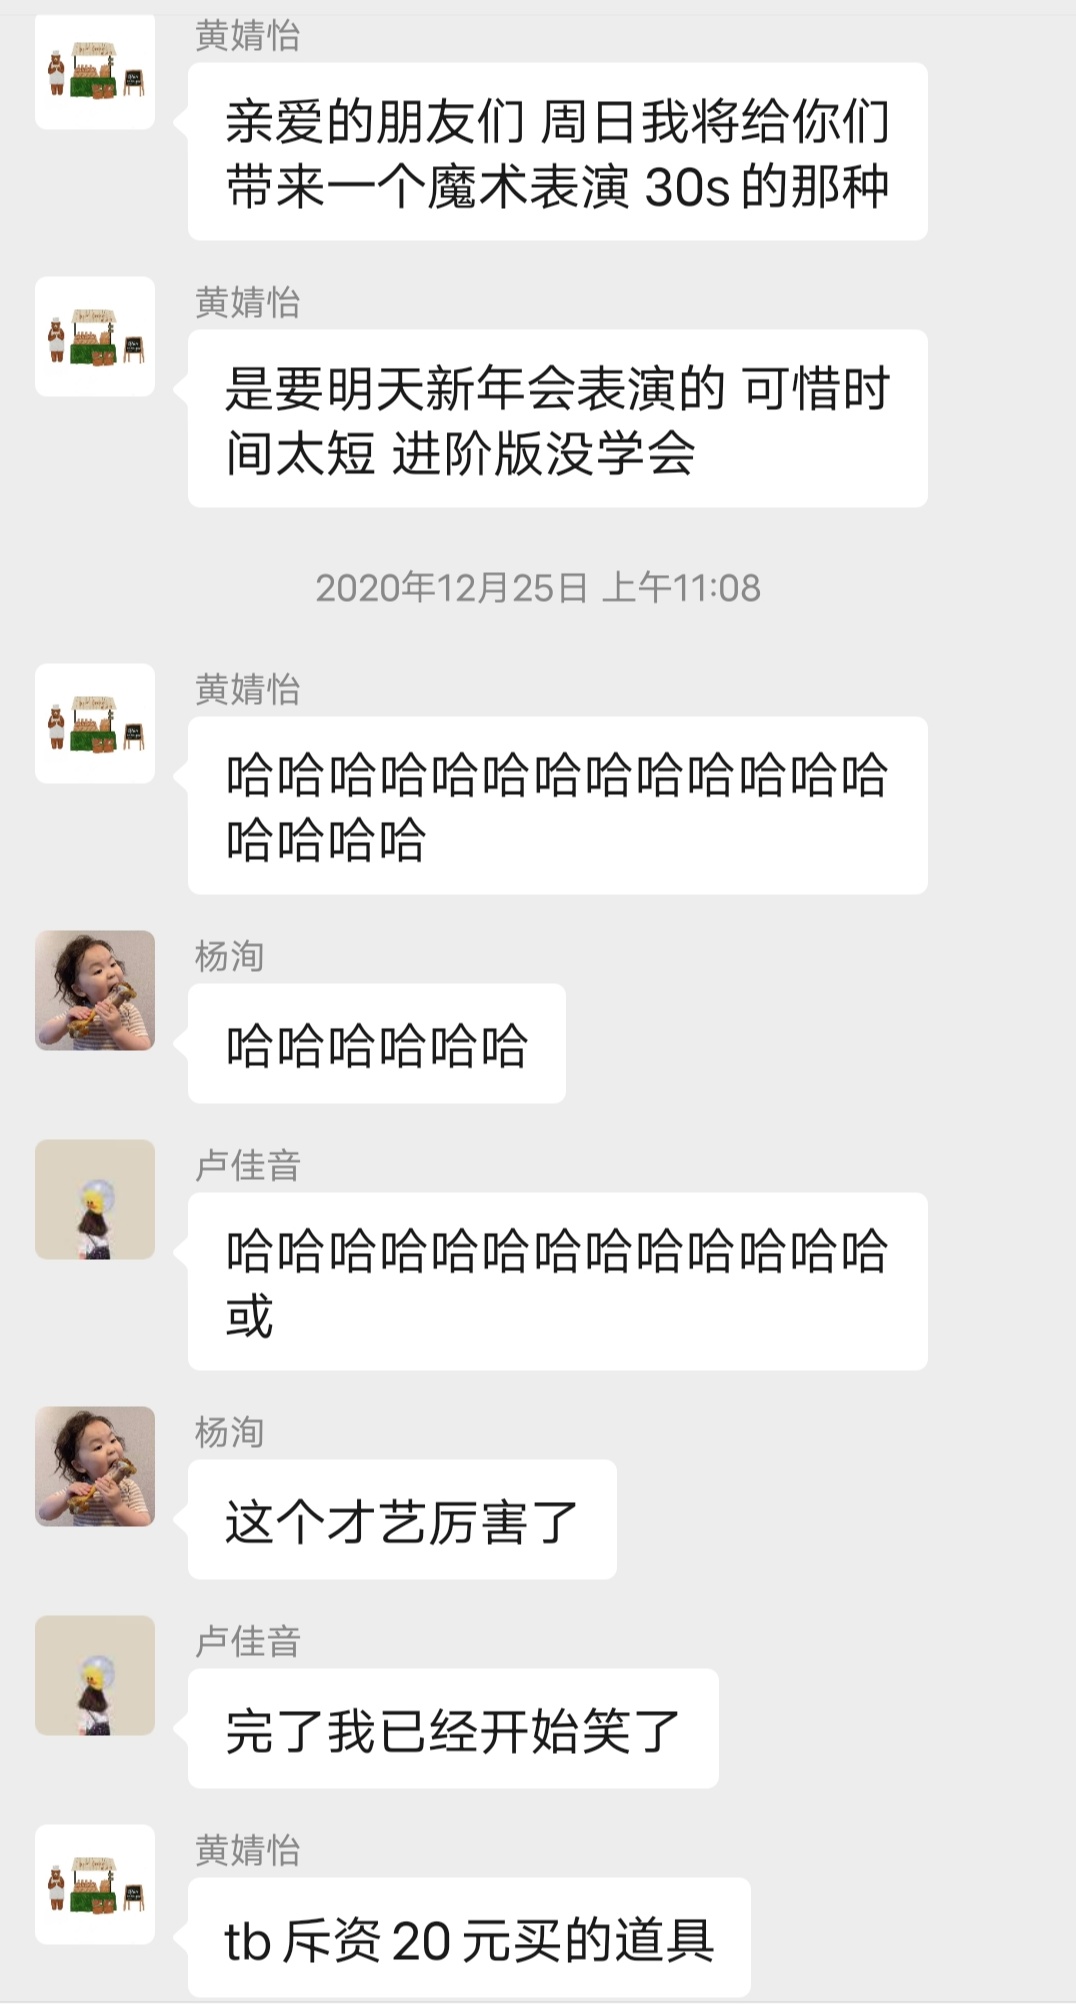 黄婧怡
亲爱的朋友们 周日我将给你们
带来一个魔术表演 30s的那种
黄婧怡
是要明天新年会表演的 可惜时
间太短 进阶版没学会
2020年12月25日 上午11:08
黄婧怡
哈哈哈哈哈哈哈哈哈哈哈哈哈
哈哈哈哈
杨洵
哈哈哈哈哈哈
卢佳音
哈哈哈哈哈哈哈哈哈哈哈哈哈
或
杨洵
这个才艺厉害了
卢佳音
完了我已经开始笑了
黄婧怡
tb斥资20元买的道具